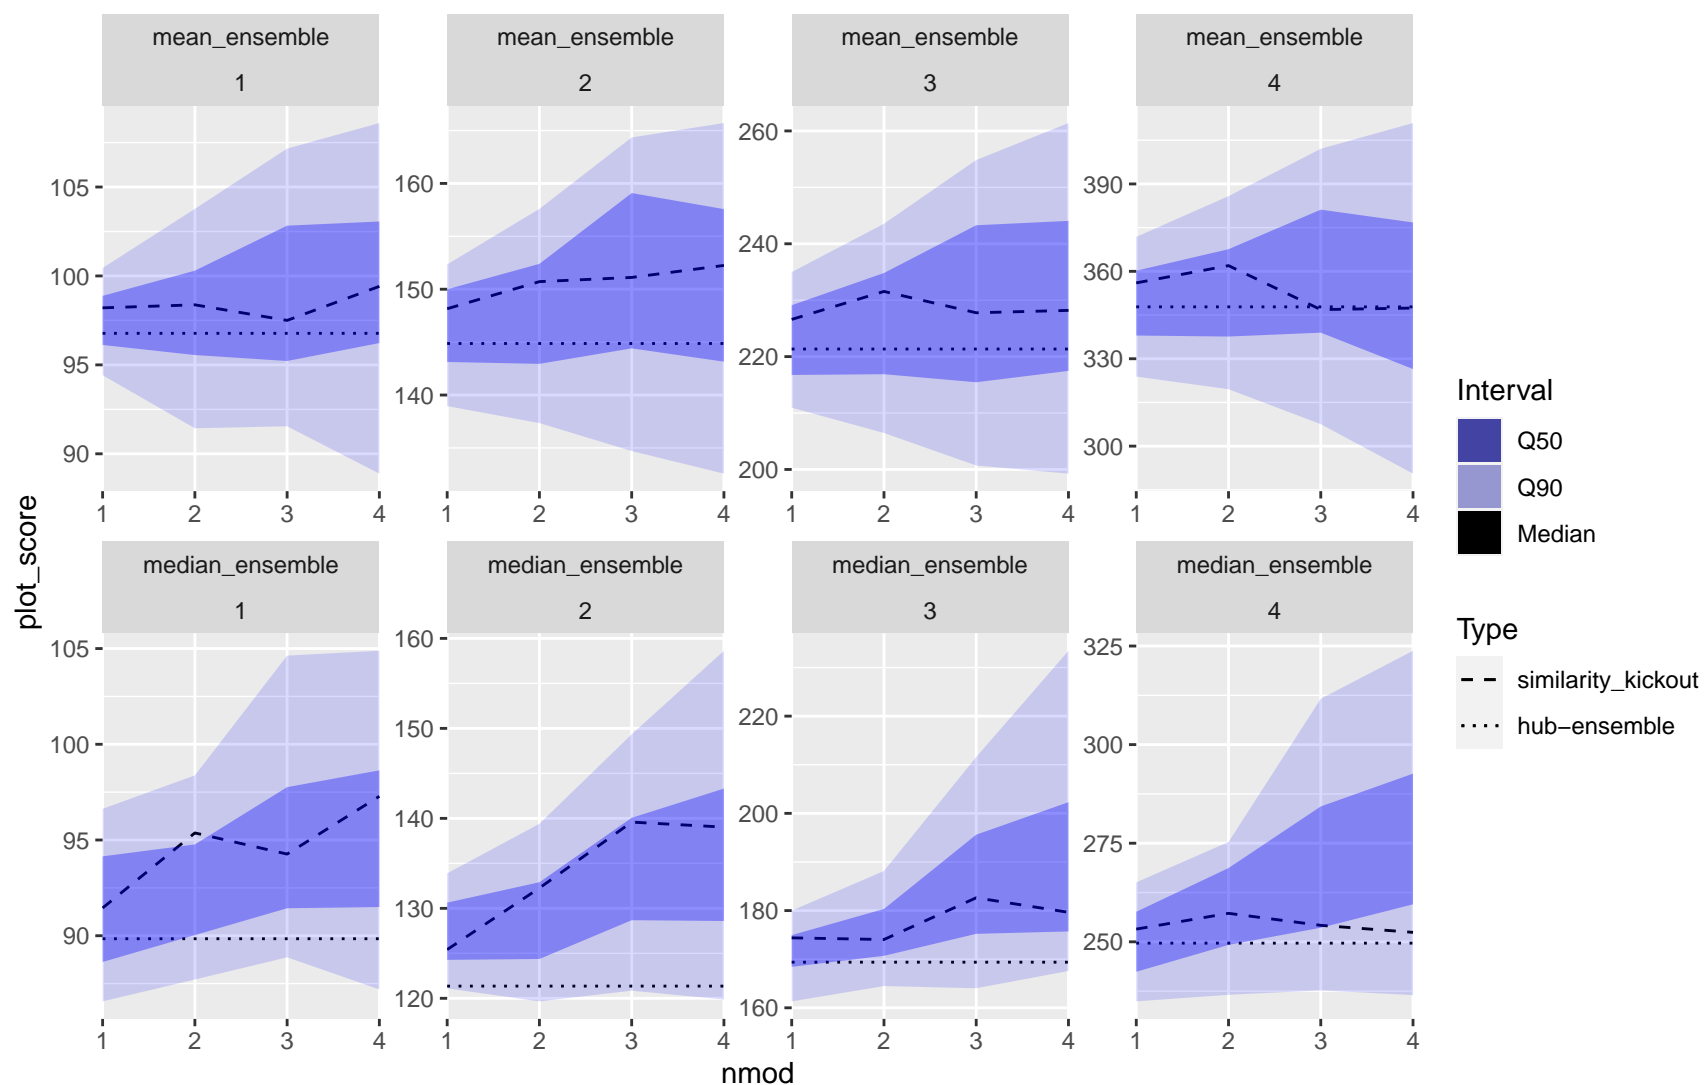 mean_ensemble mean_ensemble mean_ensemble mean_ensemble
1 2 3 4
105
100
95
90
160
150
140
260
240
220
200
390
360
330
300
1 2 3 4 1 2 3 4 1 2 3 4 1 2 3 4
median_ensemble median_ensemble median_ensemble median_ensemble
1 2 3 4
105
100
95
90
160
150
140
130
120
220
200
180
160
325
300
275
250
1 2 3 4 1 2 3 4 1 2 3 4 1 2 3 4
plot_score
nmod
Interval
Q50
Q90
Median
Type
similarity_kickout
hub−ensemble